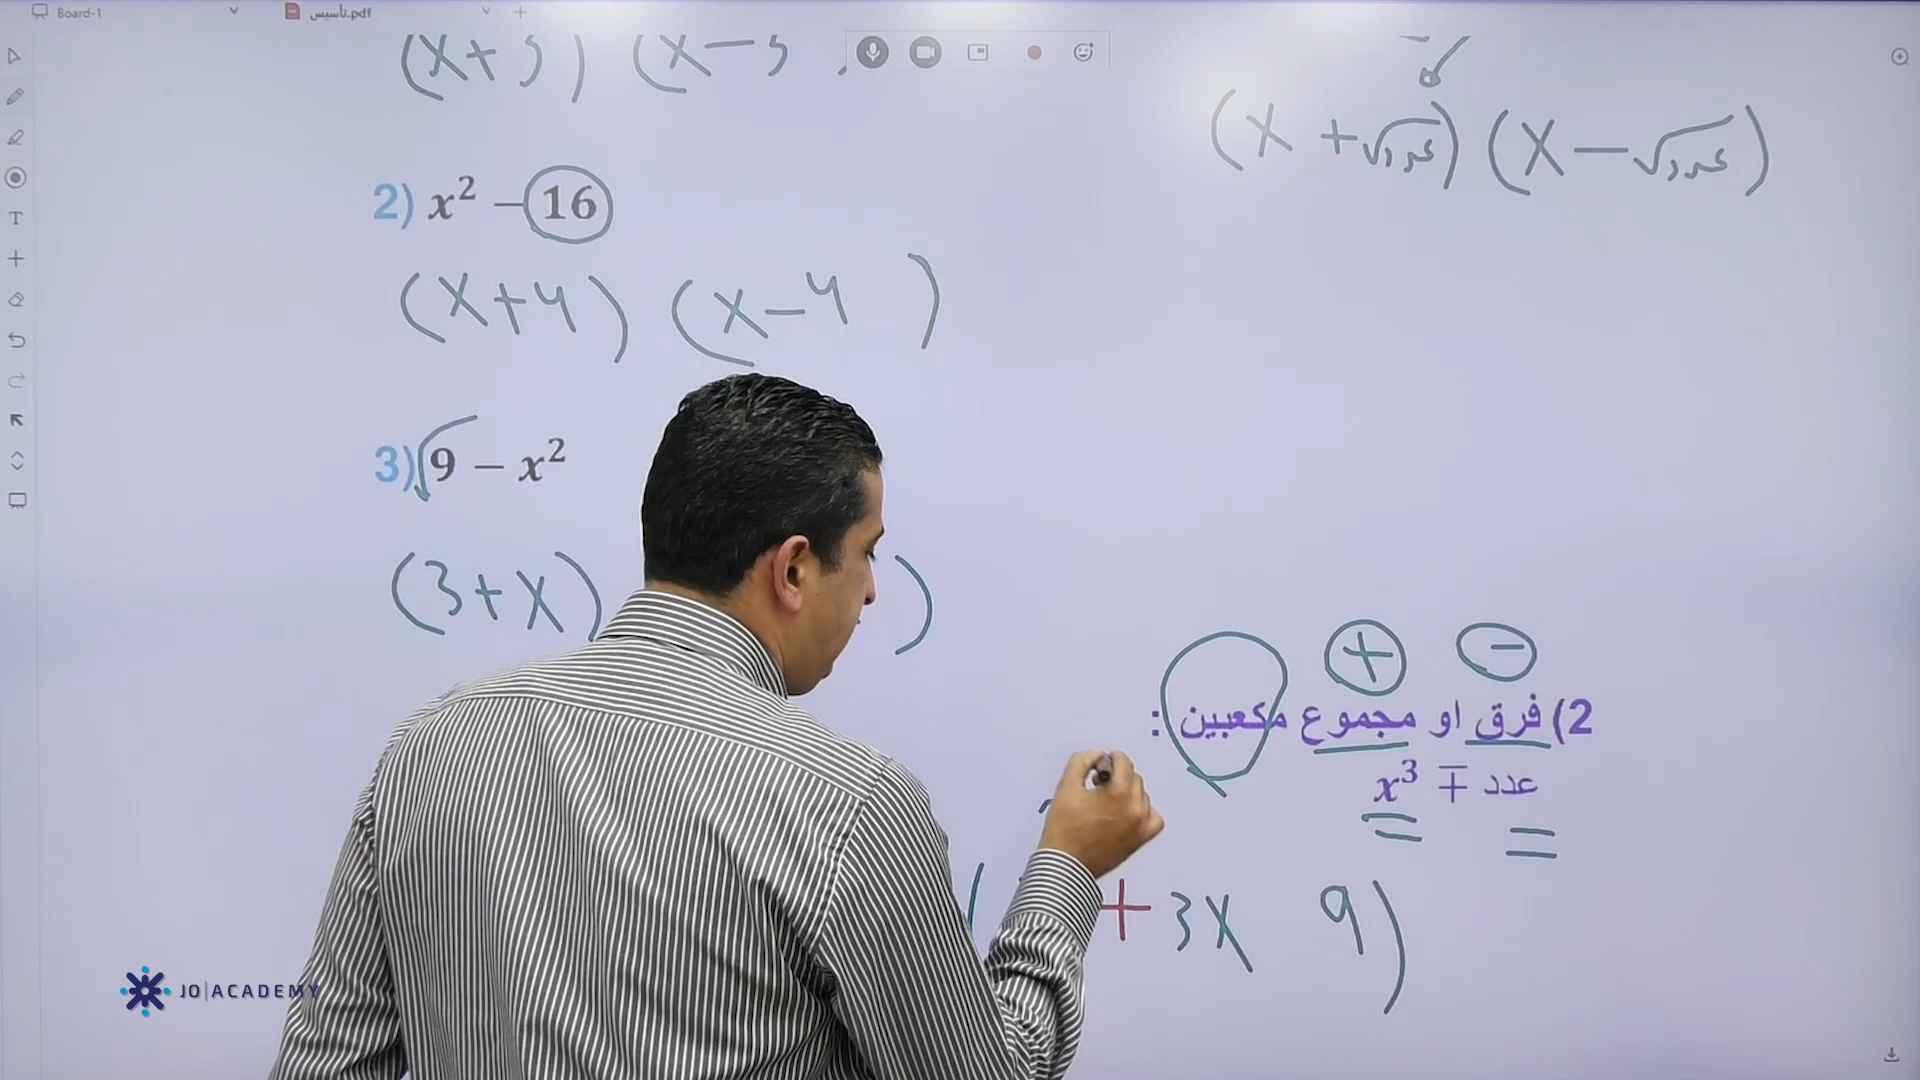 Board-1
تأسيس.pdf
(x+5) (x-5
(x +√عدد) (x -√عدد)
2) x² - 16
(x+4) (x-4)
3) √9 - x²
(3+x) )
+ -
2) فرق او مجموع مكعبين :
x³ ∓ عدد
( + 3x 9)
JO|ACADEMY